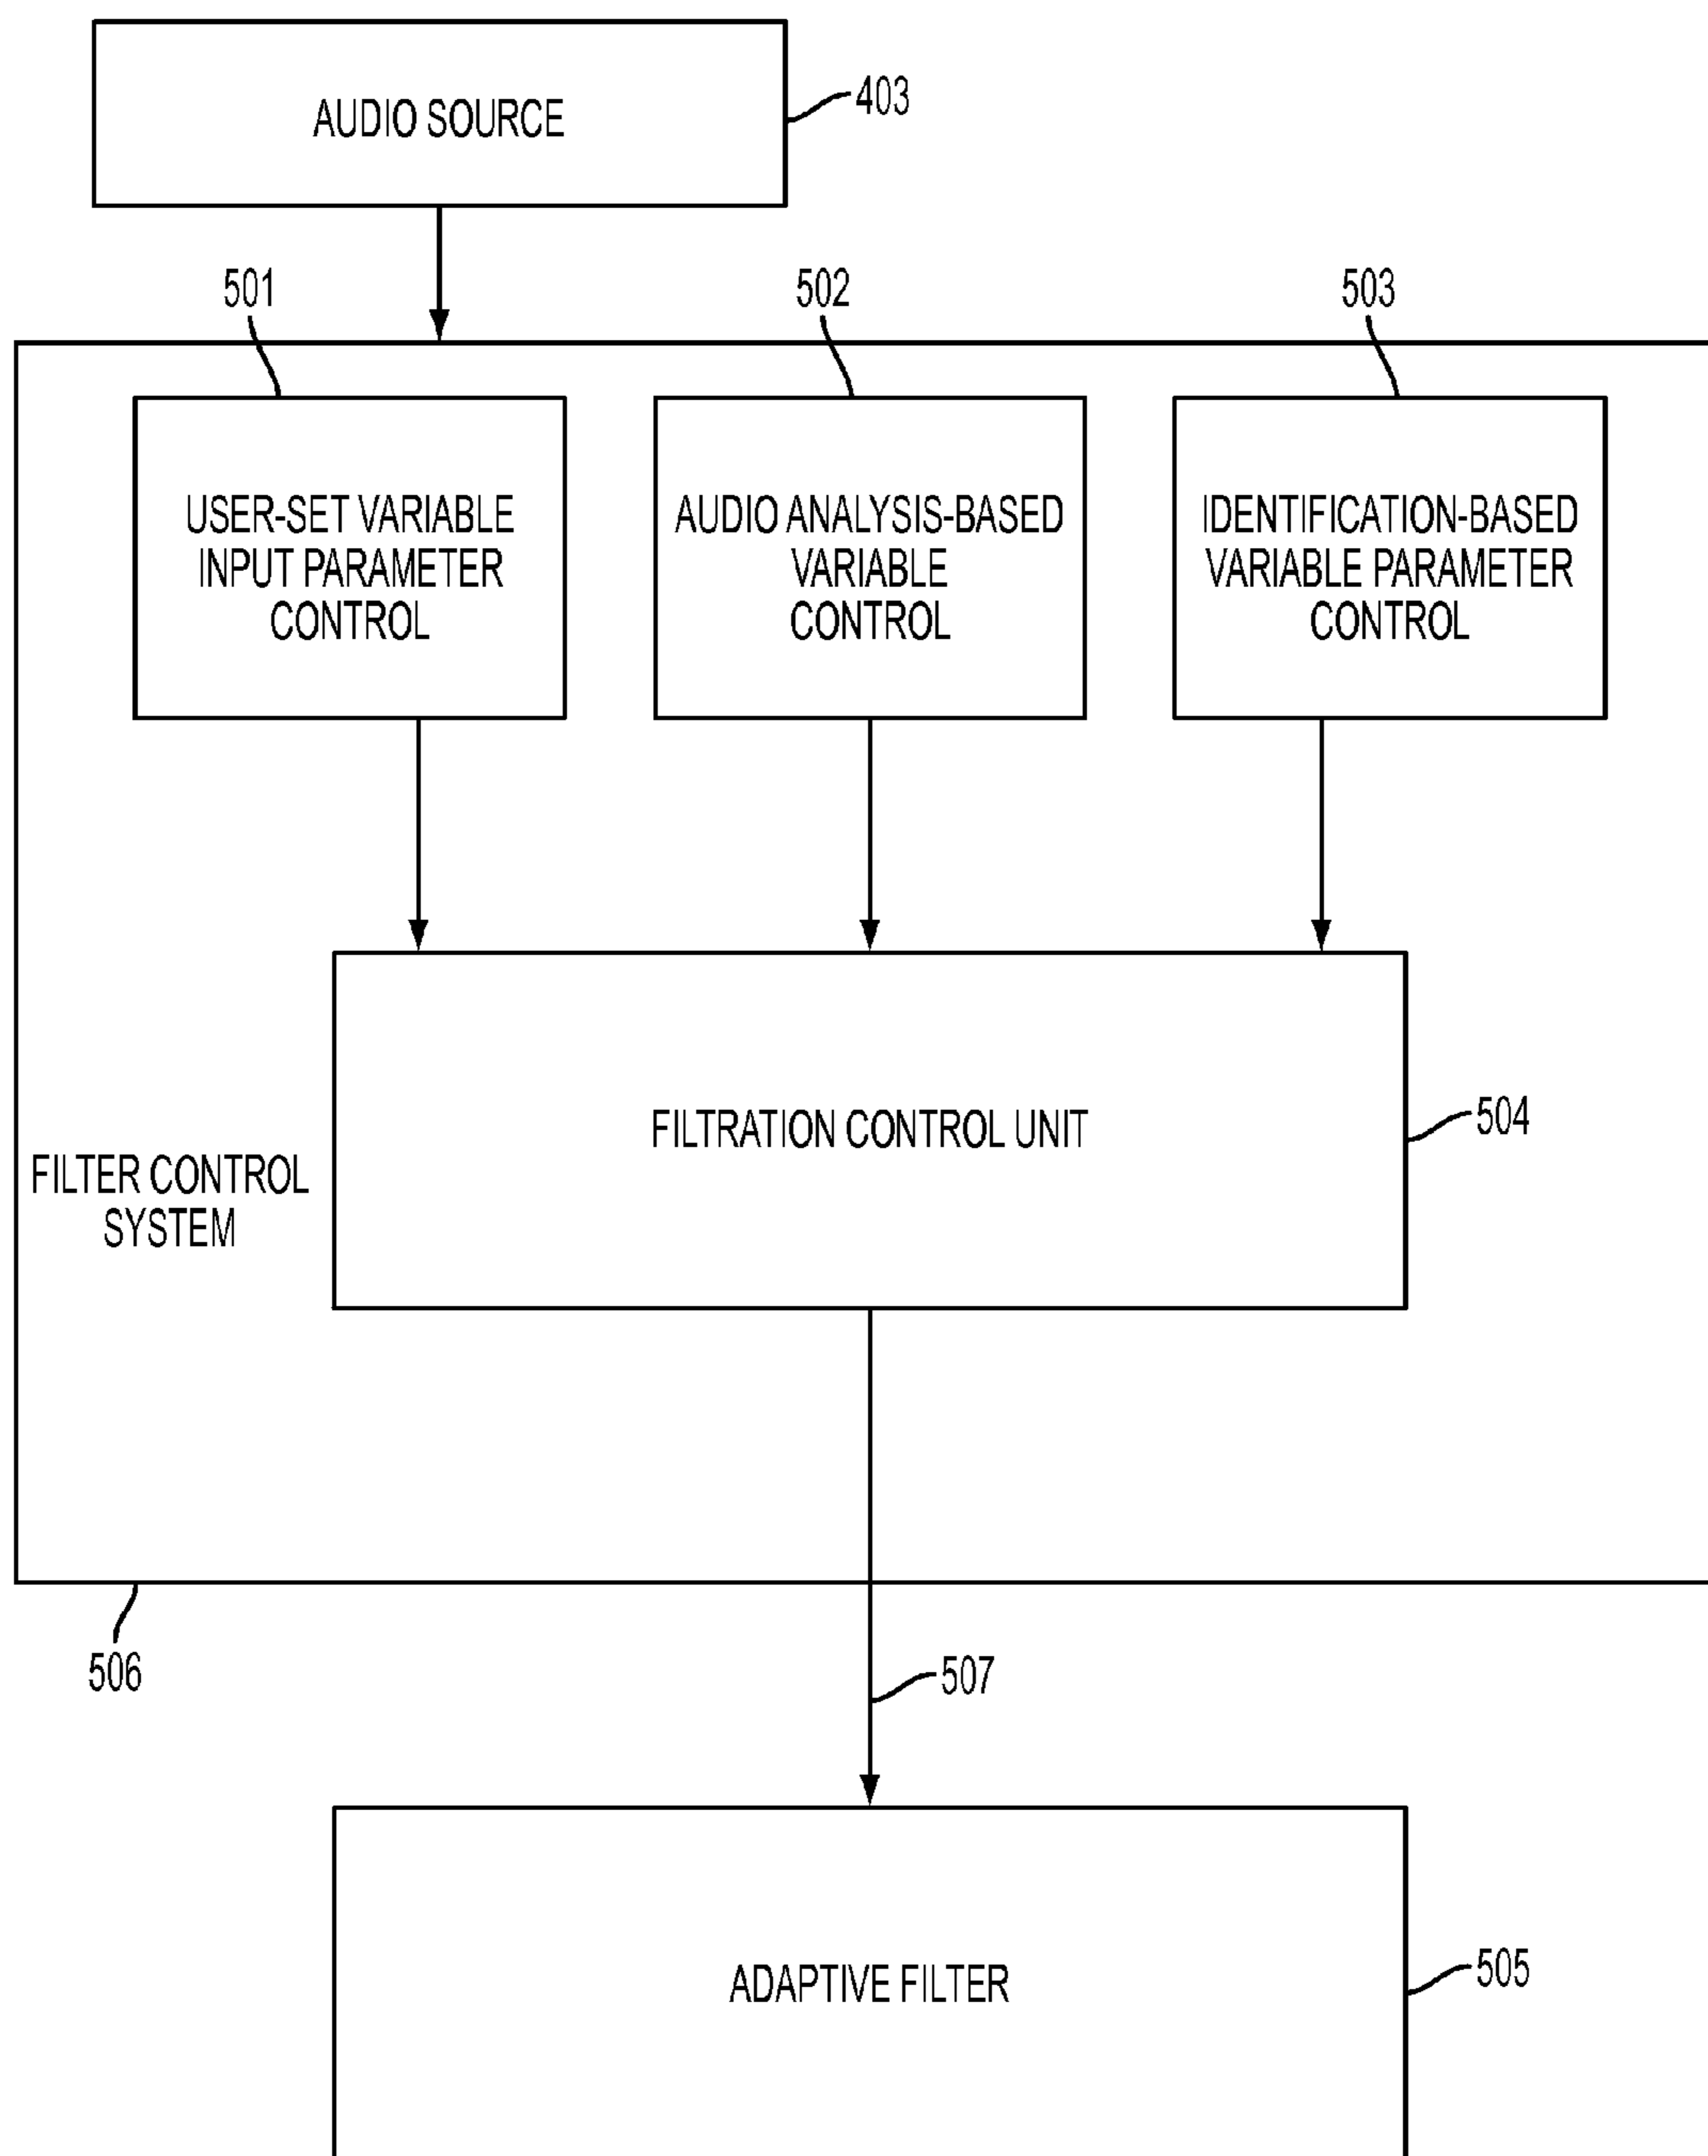 AUDIO SOURCE
403
501
502
503
USER-SET VARIABLE
INPUT PARAMETER
CONTROL
AUDIO ANALYSIS-BASED
VARIABLE
CONTROL
IDENTIFICATION-BASED
VARIABLE PARAMETER
CONTROL
FILTRATION CONTROL UNIT
504
FILTER CONTROL
SYSTEM
506
507
ADAPTIVE FILTER
505